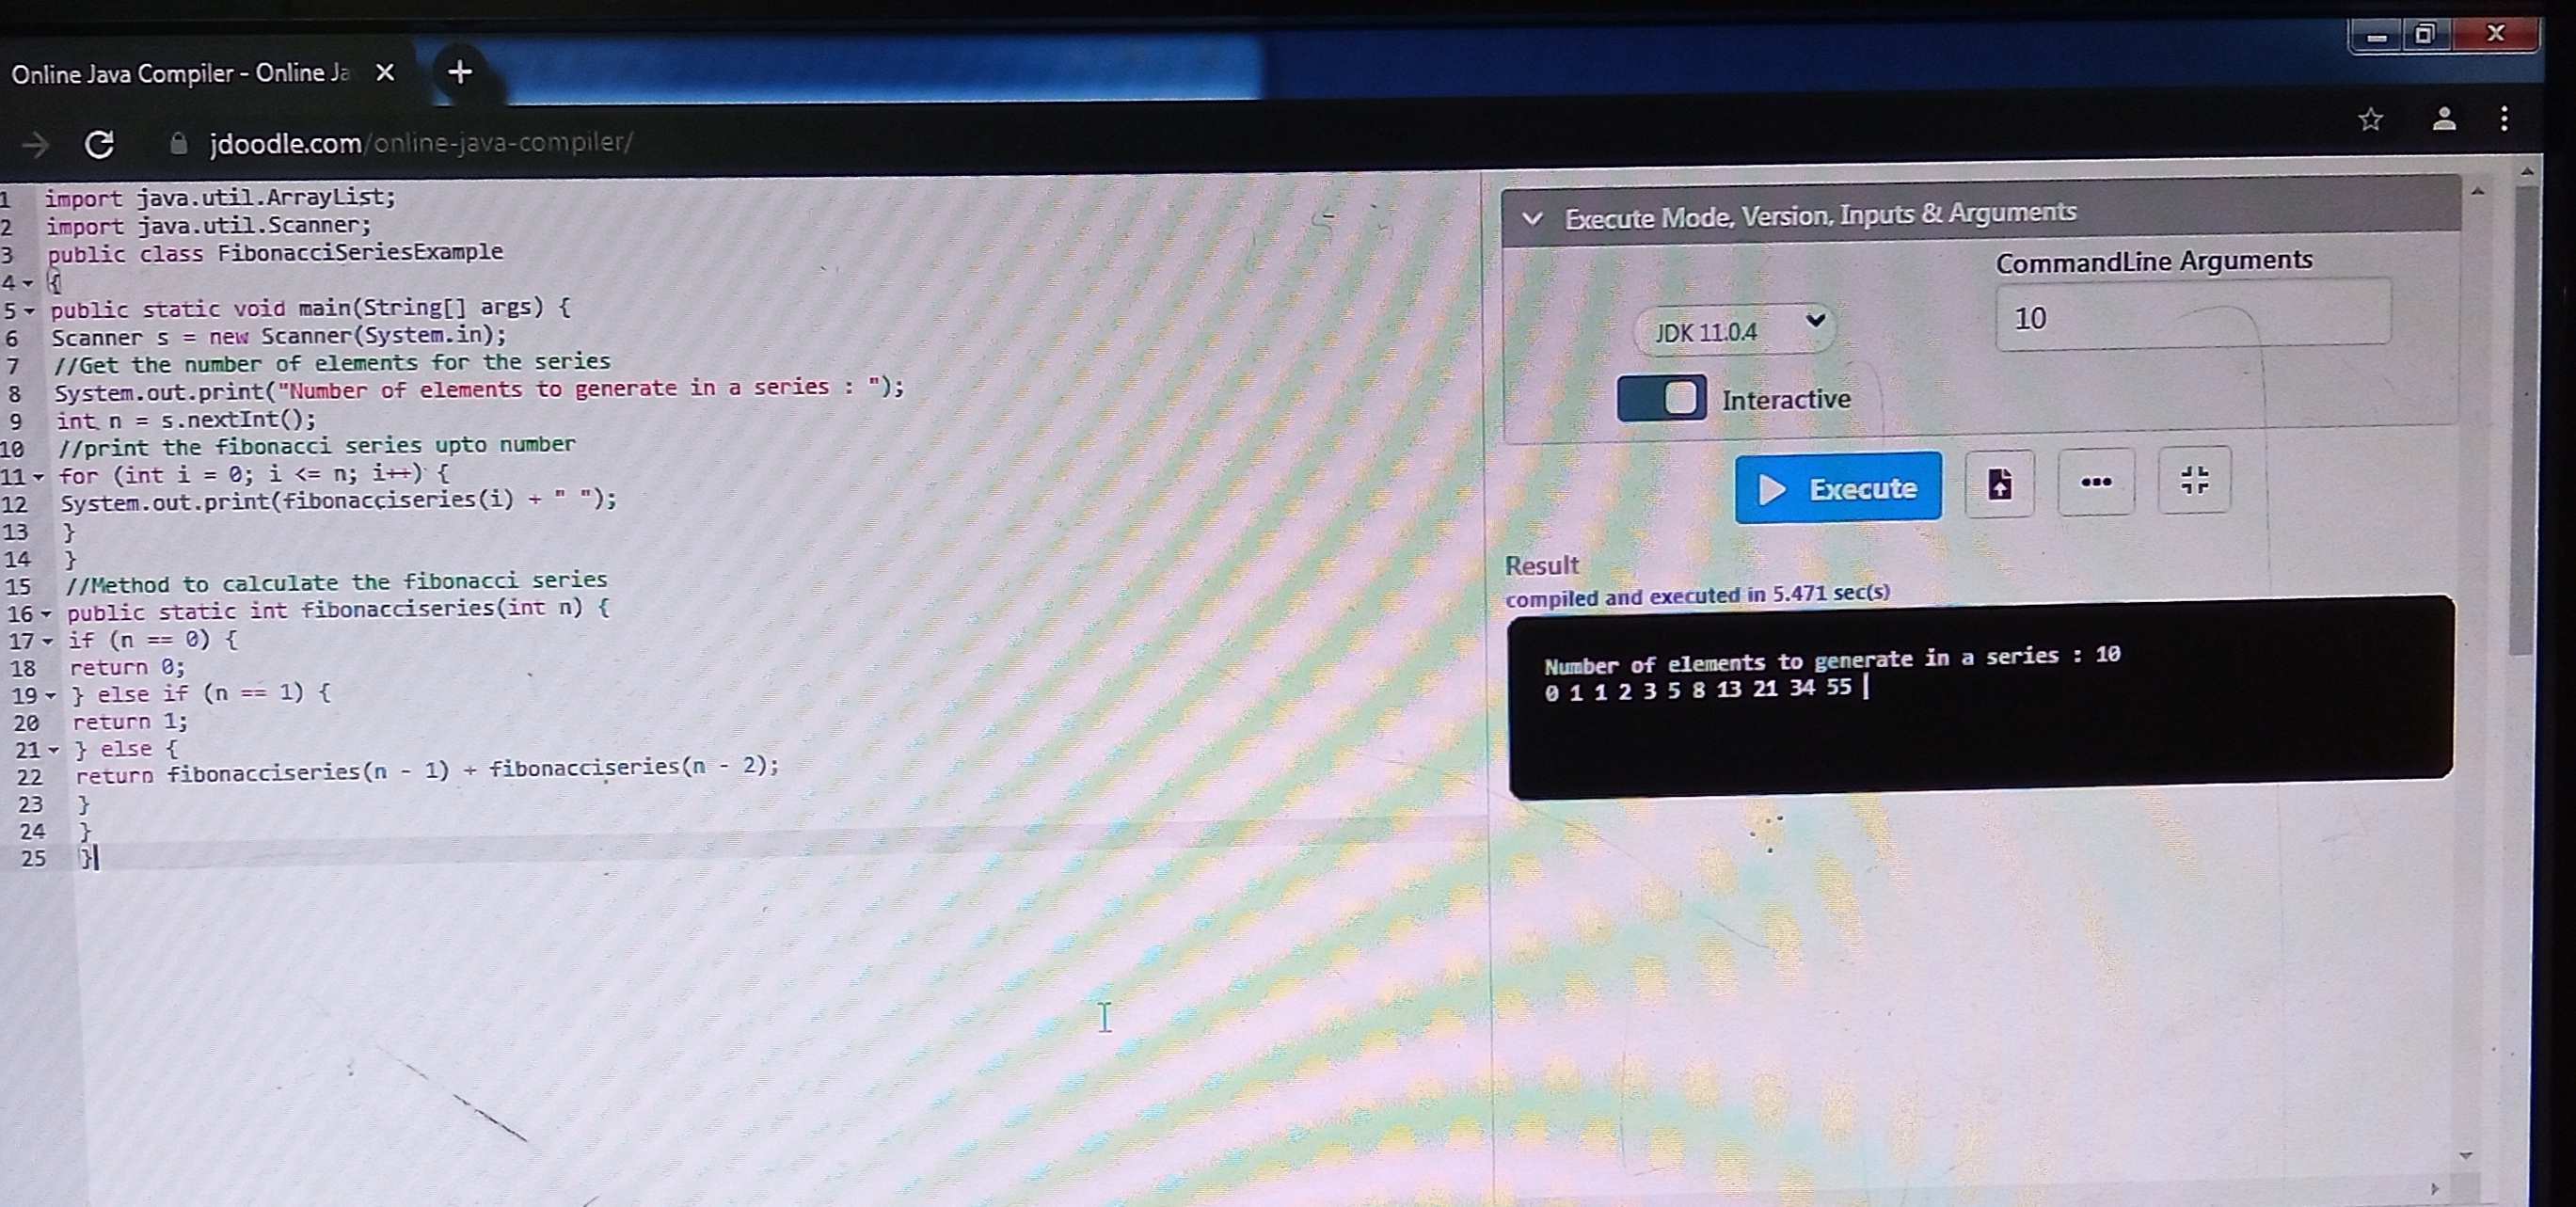 Online Java Compiler - Online Ja
jdoodle.com/online-java-compiler/
1 import java.util.ArrayList;
2 import java.util.Scanner;
3 public class FibonacciSeriesExample
4 {
5 public static void main(String[] args) {
6 Scanner s = new Scanner(System.in);
7 //Get the number of elements for the series
8 System.out.print("Number of elements to generate in a series : ");
9 int n = s.nextInt();
10 //print the fibonacci series upto number
11 for (int i = 0; i <= n; i++) {
12 System.out.print(fibonacciseries(i) + " ");
13 }
14 }
15 //Method to calculate the fibonacci series
16 public static int fibonacciseries(int n) {
17 if (n == 0) {
18 return 0;
19 } else if (n == 1) {
20 return 1;
21 } else {
22 return fibonacciseries(n - 1) + fibonacciseries(n - 2);
23 }
24 }
25 }
Execute Mode, Version, Inputs & Arguments
CommandLine Arguments
JDK 11.0.4
10
Interactive
Execute
Result
compiled and executed in 5.471 sec(s)
Number of elements to generate in a series : 10
0 1 1 2 3 5 8 13 21 34 55